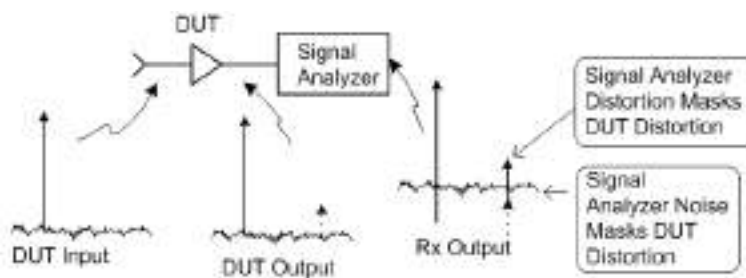 DUT
Signal
Analyzer
Signal Analyzer
Distortion Masks
DUT Distortion
Signal
Analyzer Noise
Masks DUT
Distortion
DUT Input
DUT Output
Rx Output